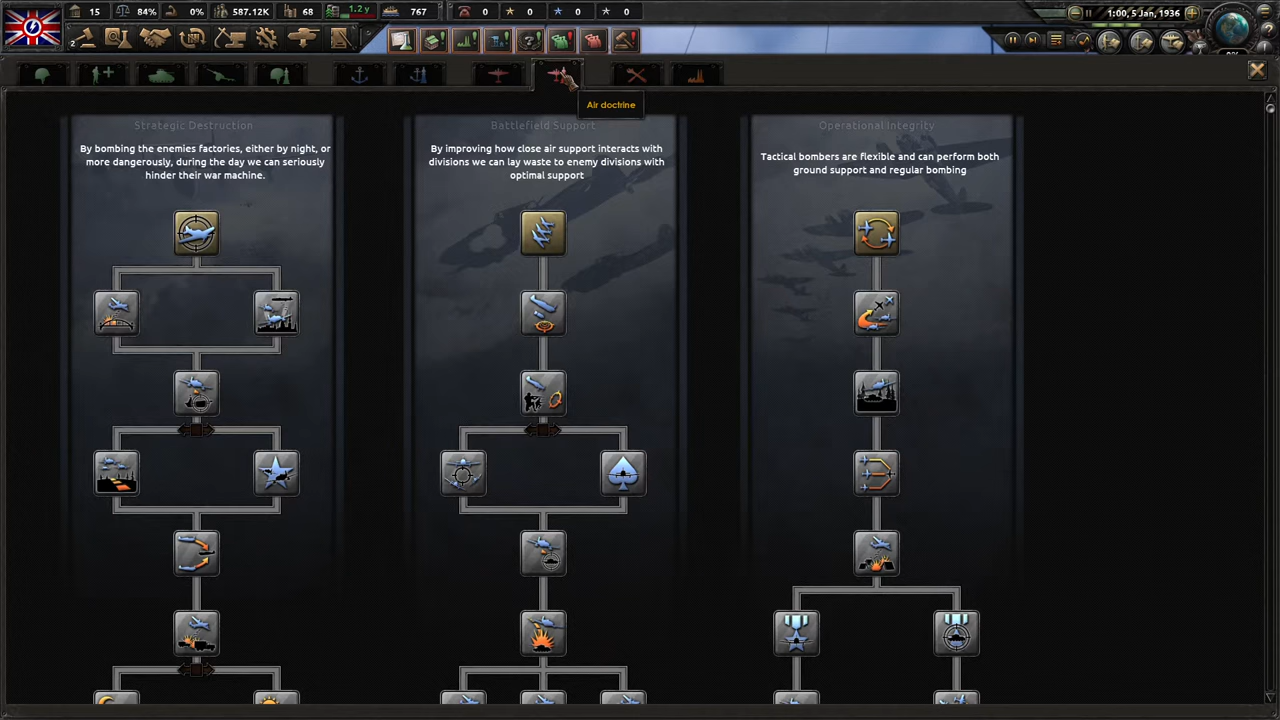 15 84% 0% 587.12K 68 1.2 y 767 0 0 0 0 1:00, 5 Jan, 1936
2
0%
Air doctrine
Strategic Destruction
By bombing the enemies factories, either by night, or
more dangerously, during the day we can seriously
hinder their war machine.
Battlefield Support
By improving how close air support interacts with
divisions we can lay waste to enemy divisions with
optimal support
Operational Integrity
Tactical bombers are flexible and can perform both
ground support and regular bombing